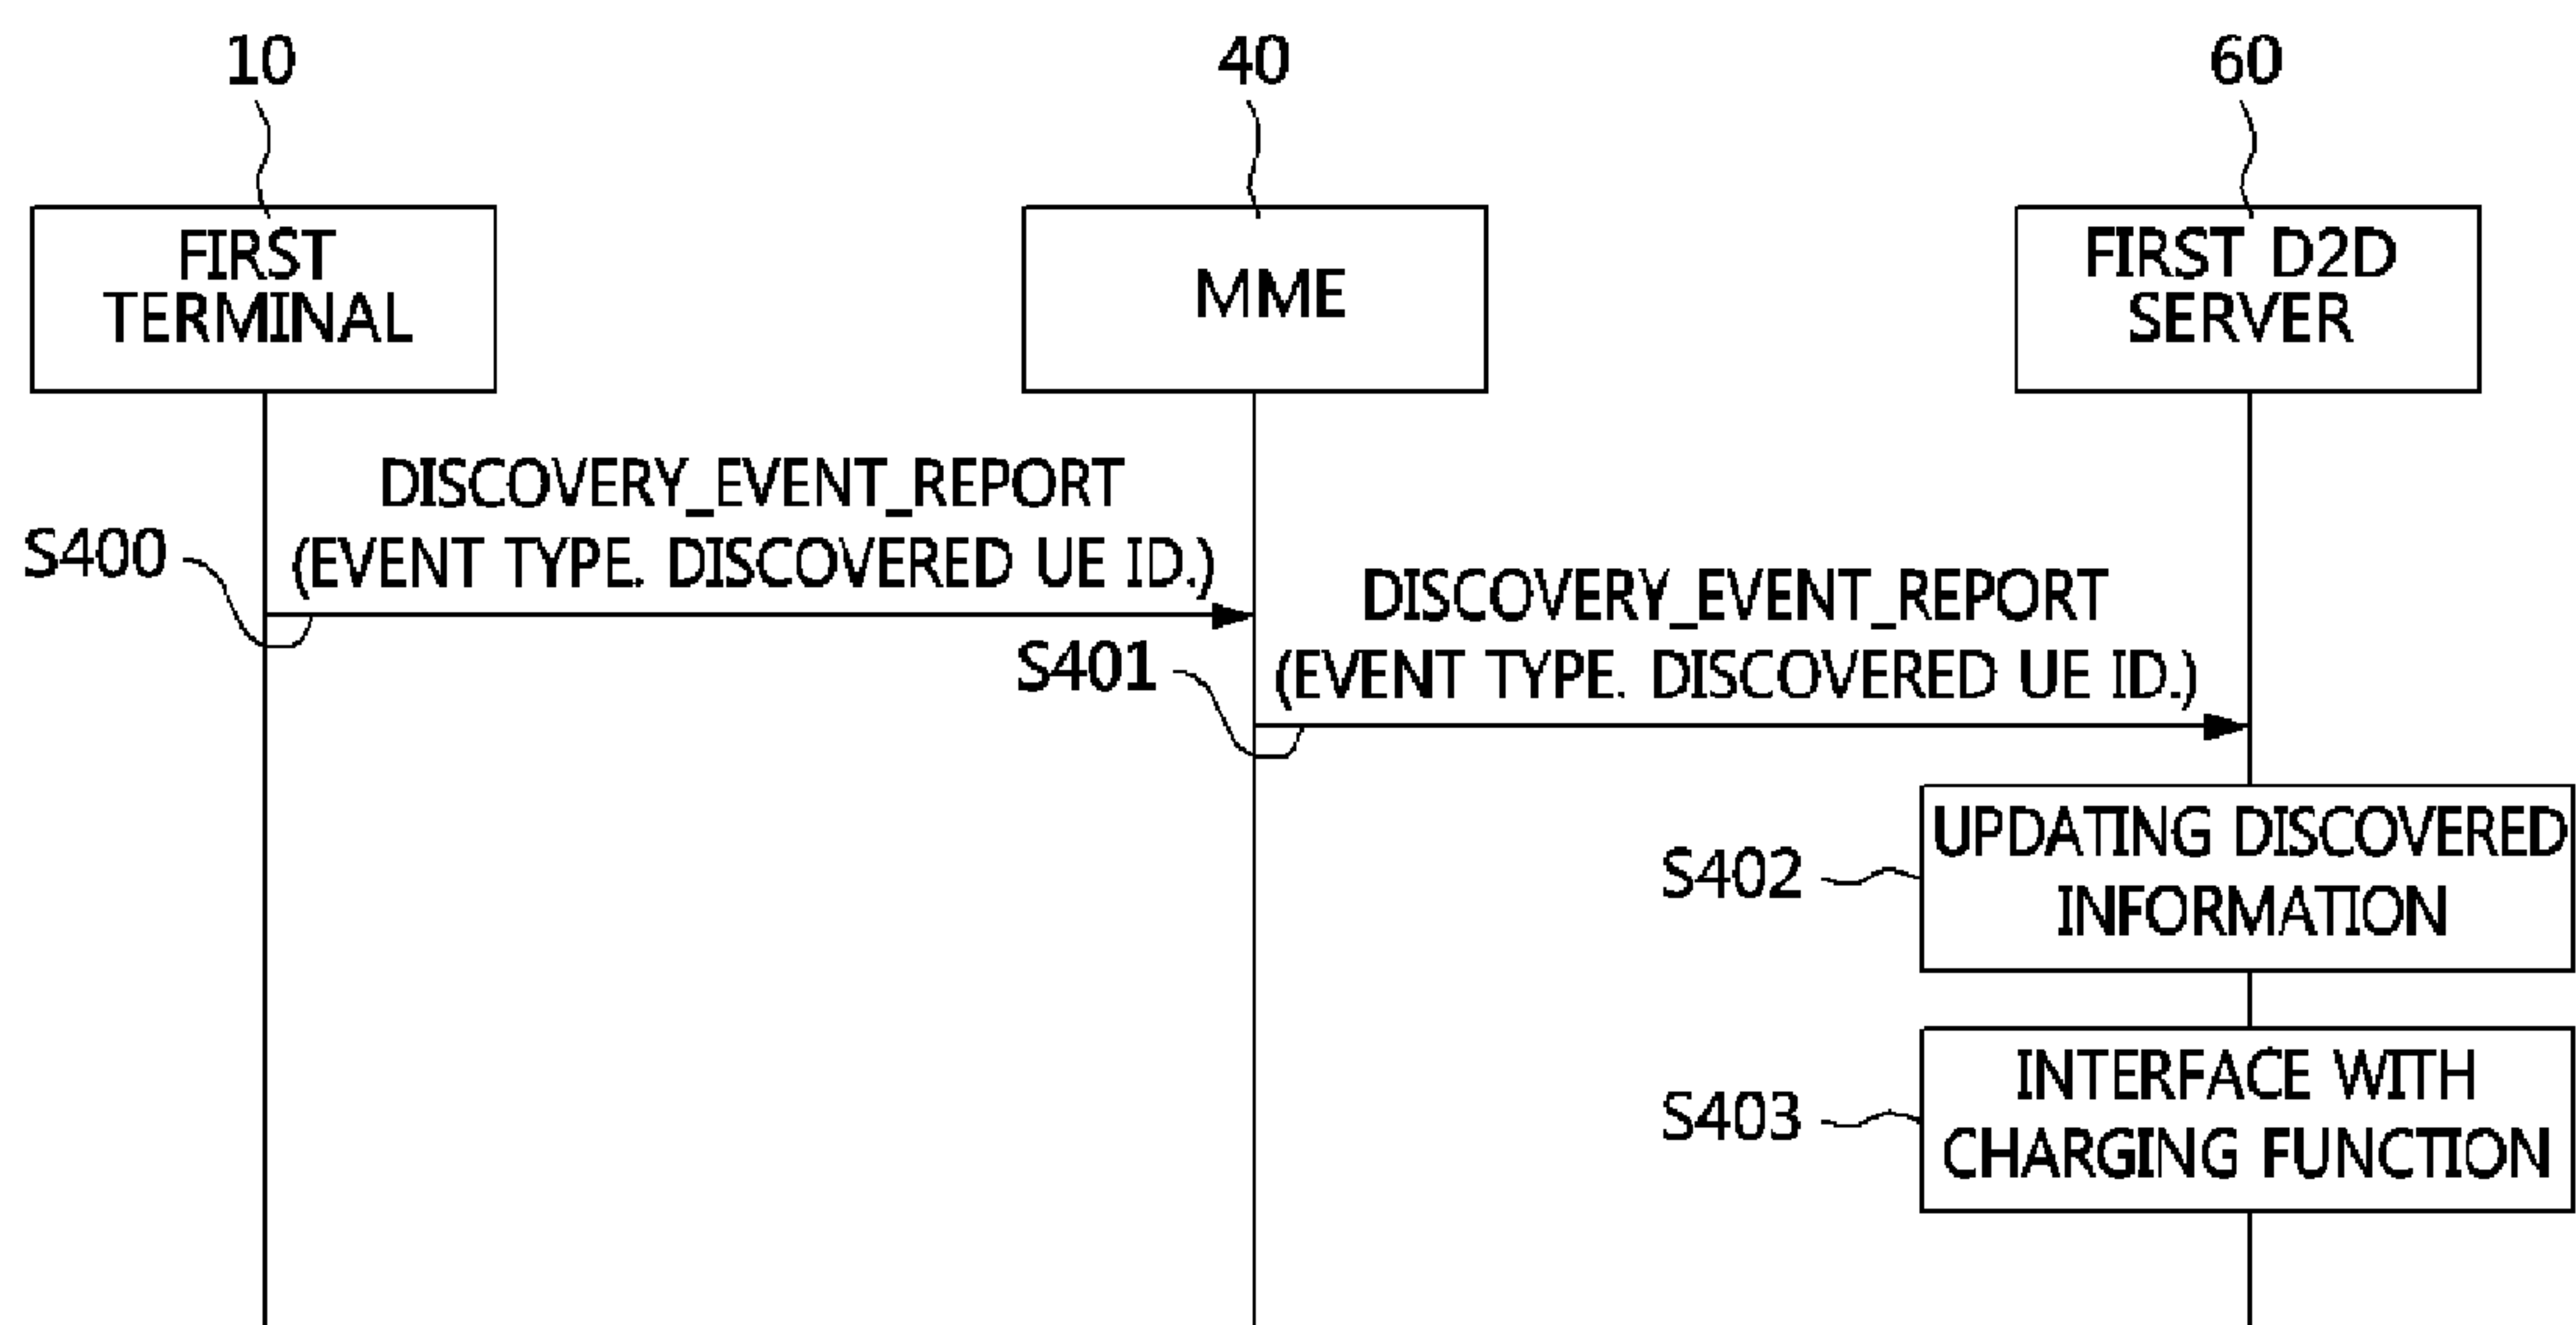 10
40
60
FIRST
TERMINAL
MME
FIRST D2D
SERVER
DISCOVERY_EVENT_REPORT
S400
(EVENT TYPE. DISCOVERED UE ID.)
DISCOVERY_EVENT_REPORT
S401
(EVENT TYPE. DISCOVERED UE ID.)
S402
UPDATING DISCOVERED
INFORMATION
S403
INTERFACE WITH
CHARGING FUNCTION